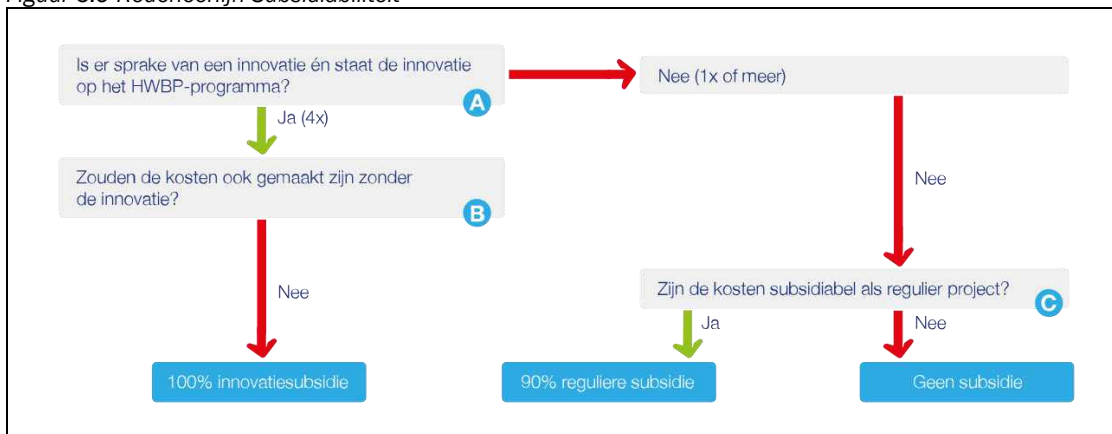 Is er sprake van een innovatie én staat de innovatie
op het HWBP-programma?
A
Nee (1x of meer)
Ja (4x)
Zouden de kosten ook gemaakt zijn zonder
de innovatie?
B
Nee
Nee
Zijn de kosten subsidiabel als regulier project?
C
Ja
Nee
100% innovatiesubsidie
90% reguliere subsidie
Geen subsidie